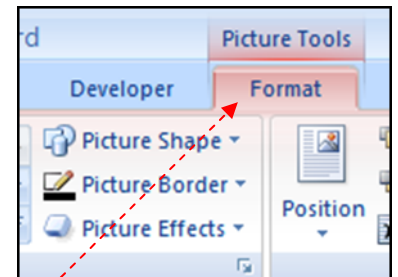 rd
Picture Tools
Developer
Format
Picture Shape
Picture Border
Picture Effects
Position